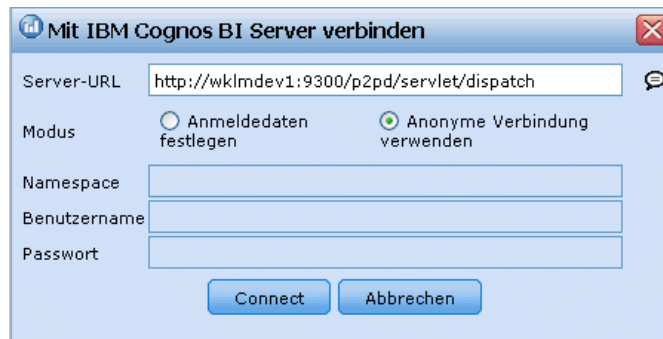 Mit IBM Cognos BI Server verbinden
Server-URL http://wklmdev1:9300/p2pd/servlet/dispatch
Modus Anmeldedaten festlegen Anonyme Verbindung verwenden
Namespace
Benutzername
Passwort
Connect Abbrechen